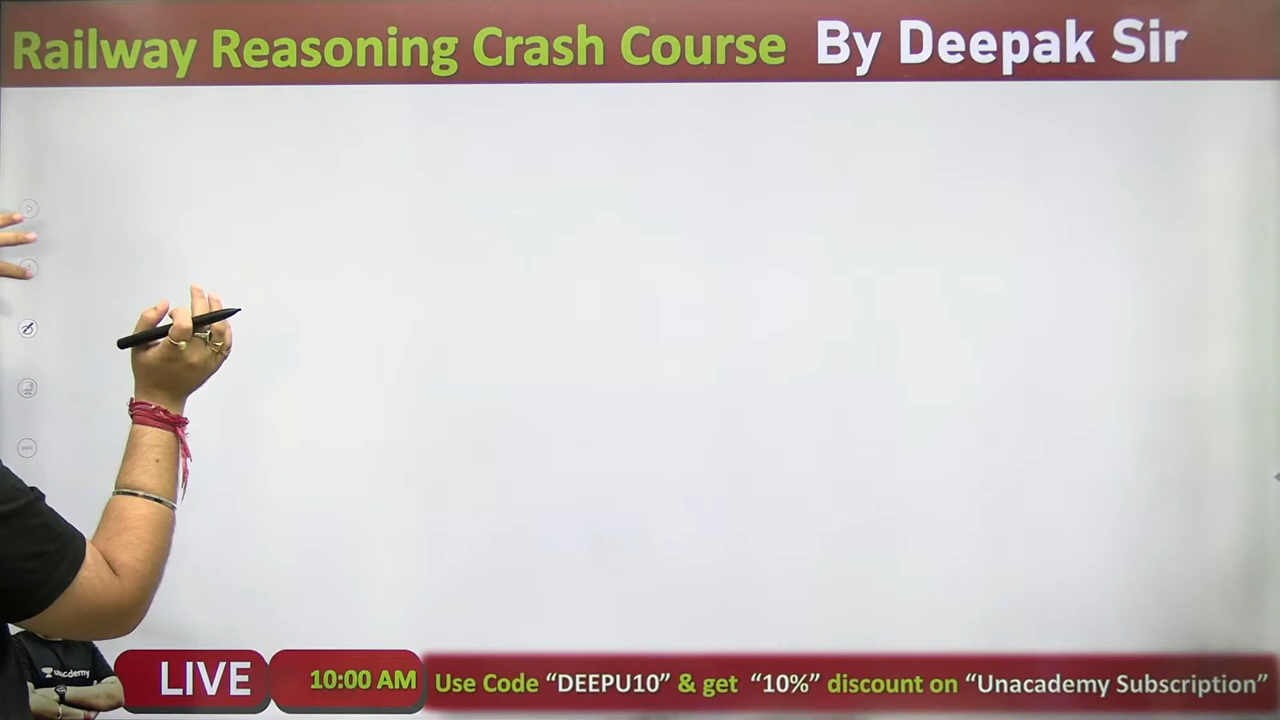 Railway Reasoning Crash Course By Deepak Sir
unacademy
LIVE
10:00 AM
Use Code “DEEPU10” & get “10%” discount on “Unacademy Subscription”